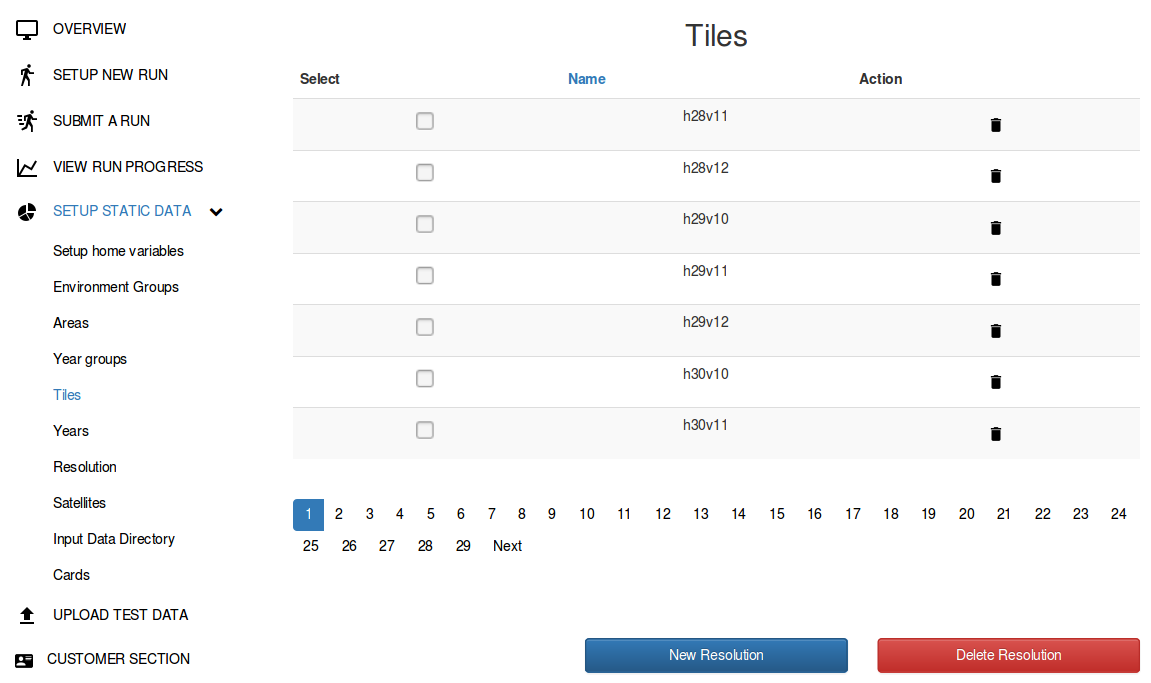 OVERVIEW
SETUP NEW RUN
SUBMIT A RUN
VIEW RUN PROGRESS
SETUP STATIC DATA
Setup home variables
Environment Groups
Areas
Year groups
Tiles
Years
Resolution
Satellites
Input Data Directory
Cards
UPLOAD TEST DATA
CUSTOMER SECTION
Tiles
Select Name Action
h28v11
h28v12
h29v10
h29v11
h29v12
h30v10
h30v11
1 2 3 4 5 6 7 8 9 10 11 12 13 14 15 16 17 18 19 20 21 22 23 24
25 26 27 28 29 Next
New Resolution Delete Resolution